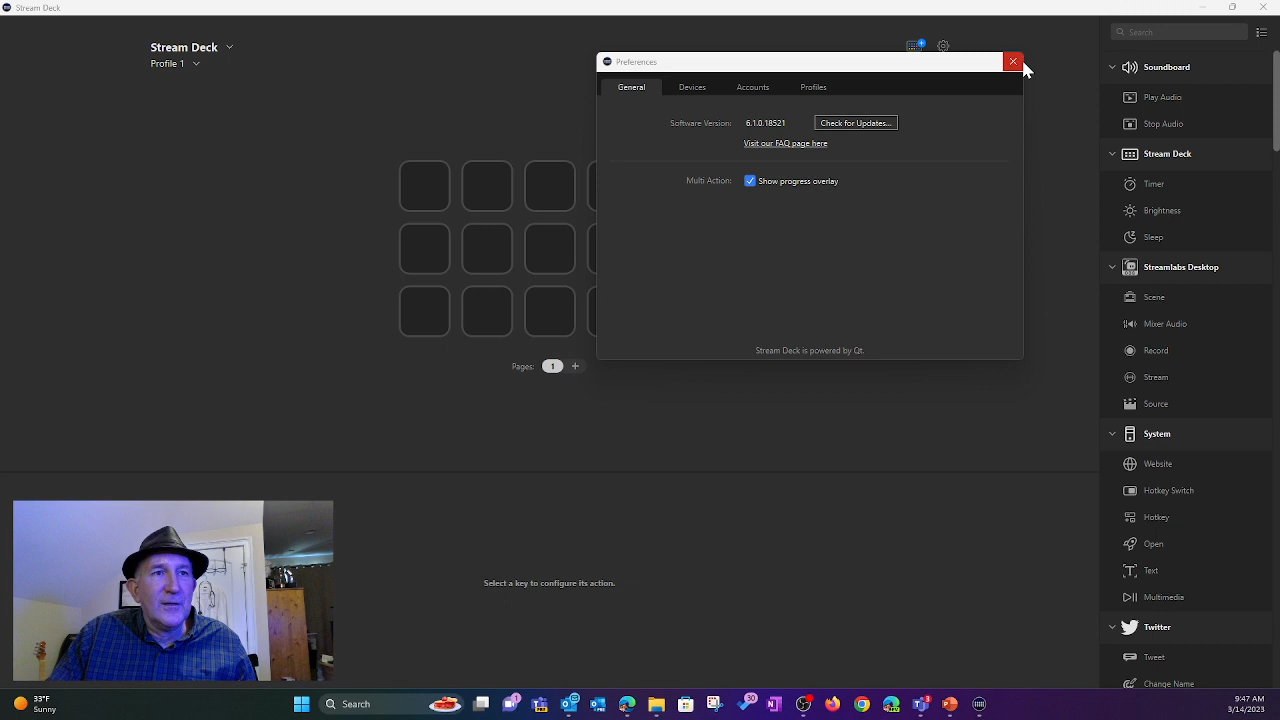 Stream Deck
Stream Deck
Profile 1
Search
Preferences
General
Devices
Accounts
Profiles
Software Version:
6.1.0.18521
Check for Updates...
Visit our FAQ page here
Multi Action:
Show progress overlay
Stream Deck is powered by Qt.
Pages:
1
+
Select a key to configure its action.
Soundboard
Play Audio
Stop Audio
Stream Deck
Timer
Brightness
Sleep
Streamlabs Desktop
Scene
Mixer Audio
Record
Stream
Source
System
Website
Hotkey Switch
Hotkey
Open
Text
Multimedia
Twitter
Tweet
Change Name
33°F
Sunny
Search
1
30
3
9:47 AM
3/14/2023